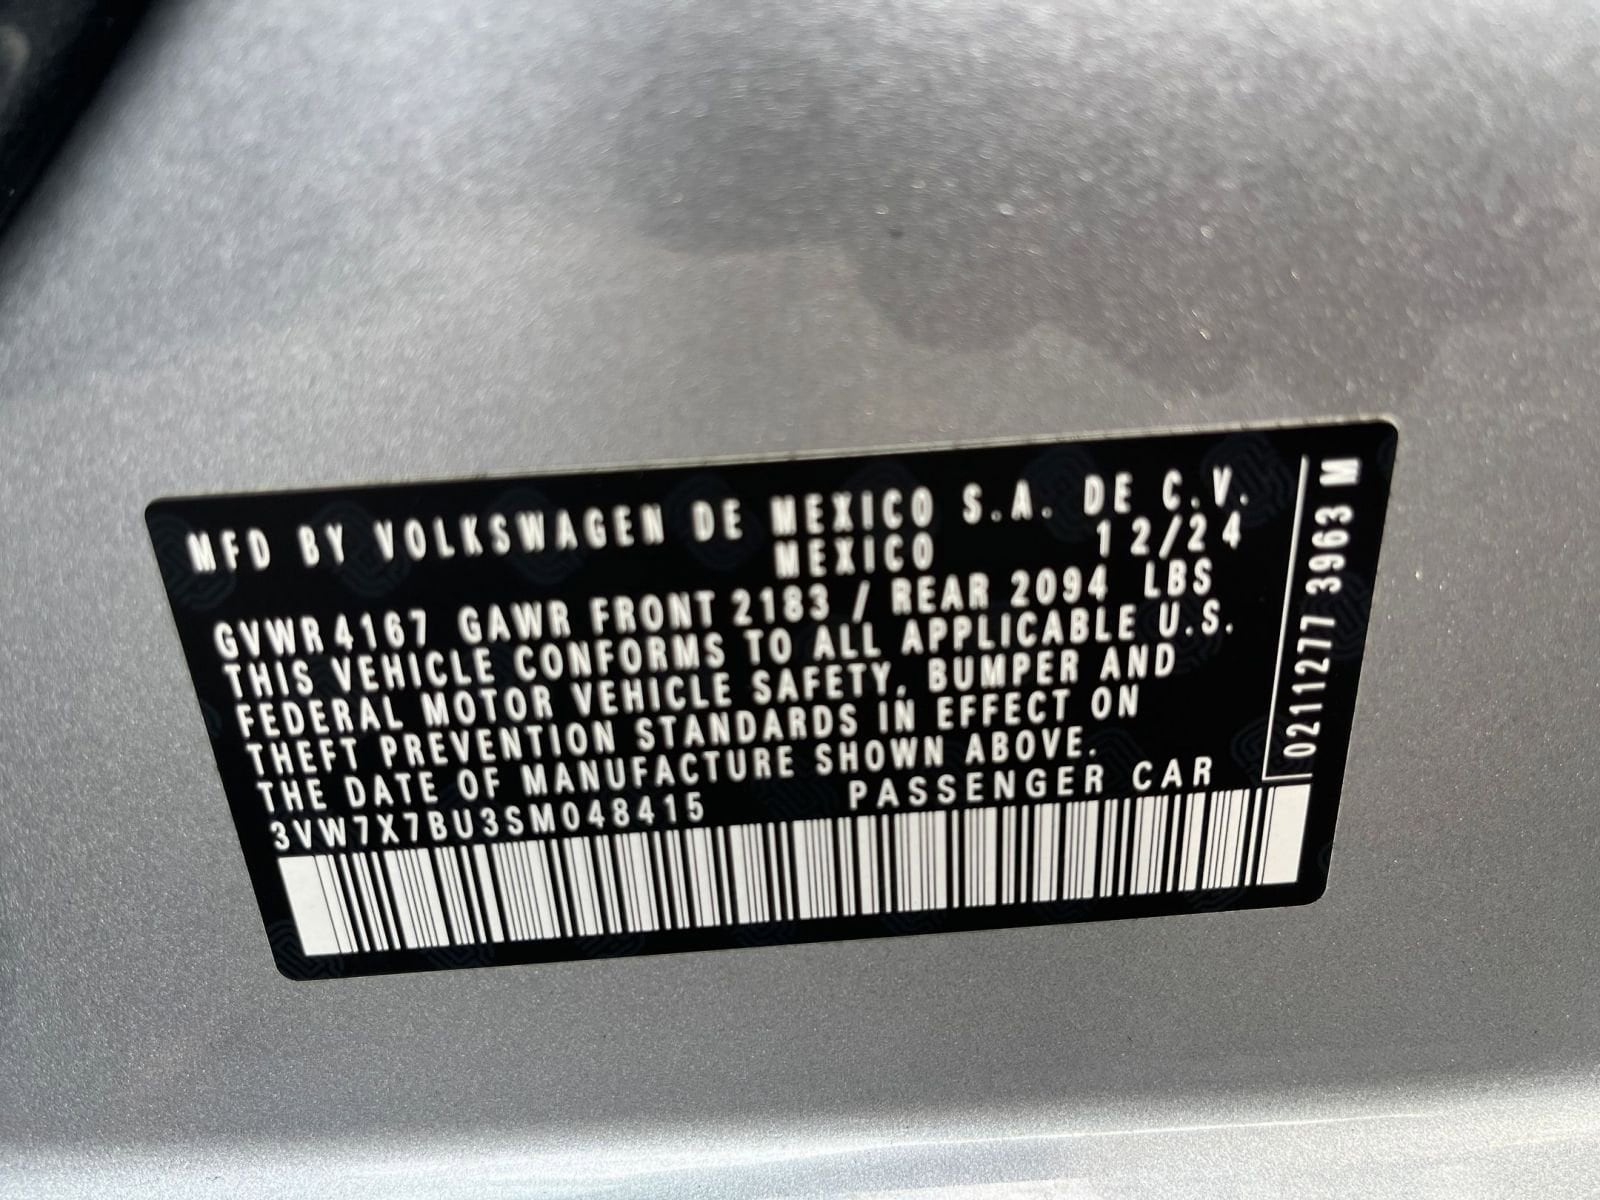 MFD BY VOLKSWAGEN DE MEXICO S.A. DE C.V.
MEXICO 12/24
GVWR 4167 GAWR FRONT 2183 / REAR 2094 LBS
THIS VEHICLE CONFORMS TO ALL APPLICABLE U.S.
FEDERAL MOTOR VEHICLE SAFETY, BUMPER AND
THEFT PREVENTION STANDARDS IN EFFECT ON
THE DATE OF MANUFACTURE SHOWN ABOVE.
3VW7X7BU3SM048415 PASSENGER CAR
0211277 3963 M